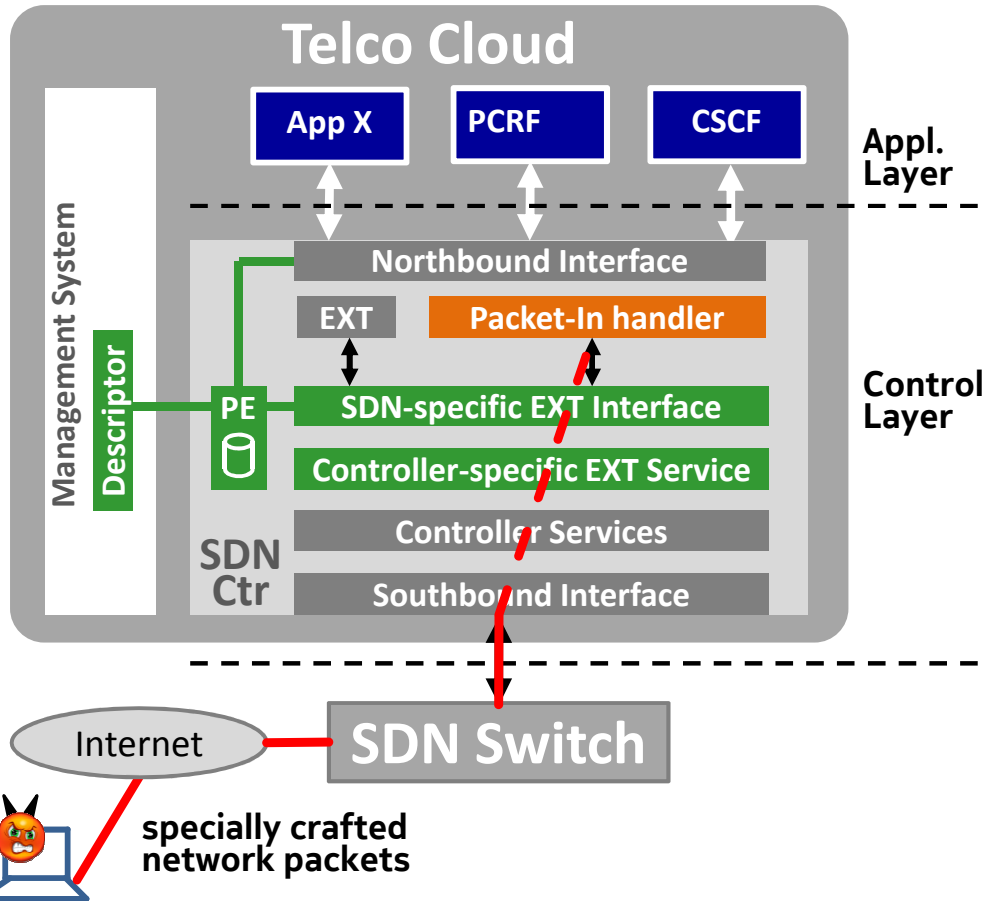 Telco Cloud
App X
PCRF
CSCF
Appl.
Layer
Management System
Descriptor
Northbound Interface
EXT
Packet-In handler
PE
SDN-specific EXT Interface
Control
Layer
Controller-specific EXT Service
SDN
Ctr
Controller Services
Southbound Interface
Internet
SDN Switch
specially crafted
network packets